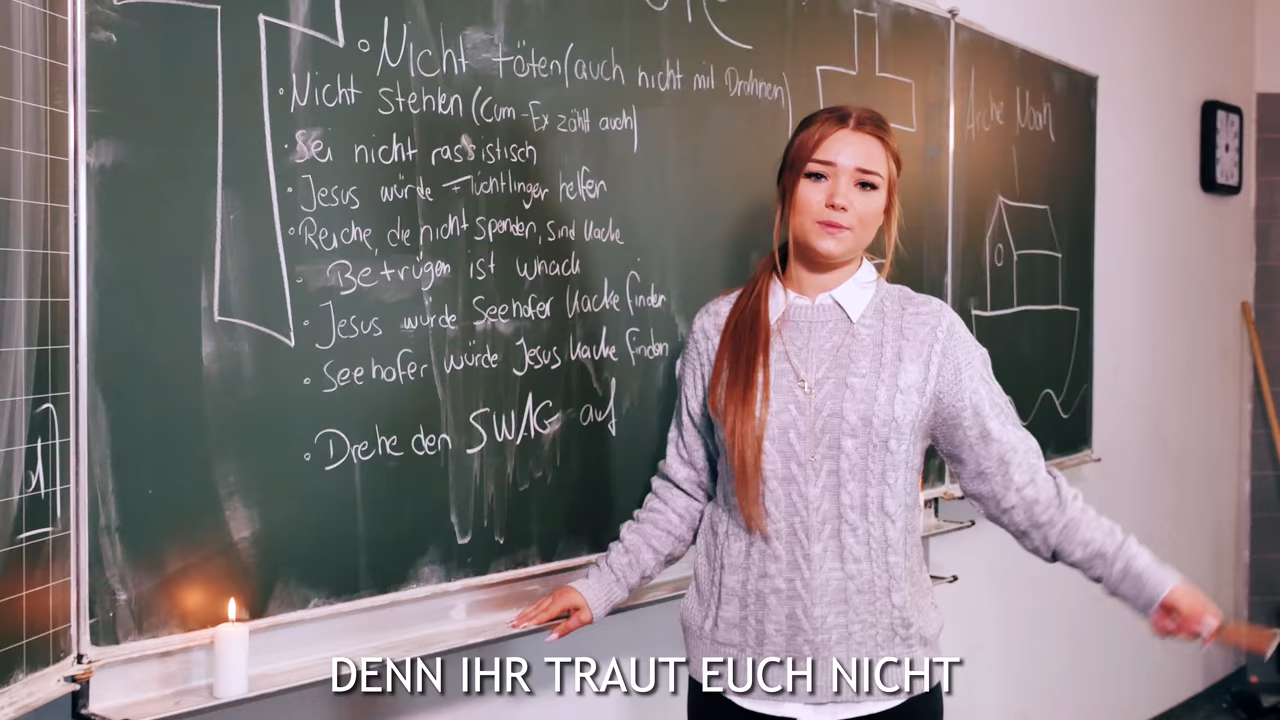 Nicht töten (auch nicht mit Drohnen)
Nicht stehlen (Cum-Ex zählt auch)
Sei nicht rassistisch
Jesus würde Flüchtlinger helfen
Reiche, die nicht spenden, sind kacke
Betrügen ist whack
Jesus würde Seehofer kacke finden
Seehofer würde Jesus kacke finden
Drehe den SWAG auf
Arche Noah
DENN IHR TRAUT EUCH NICHT